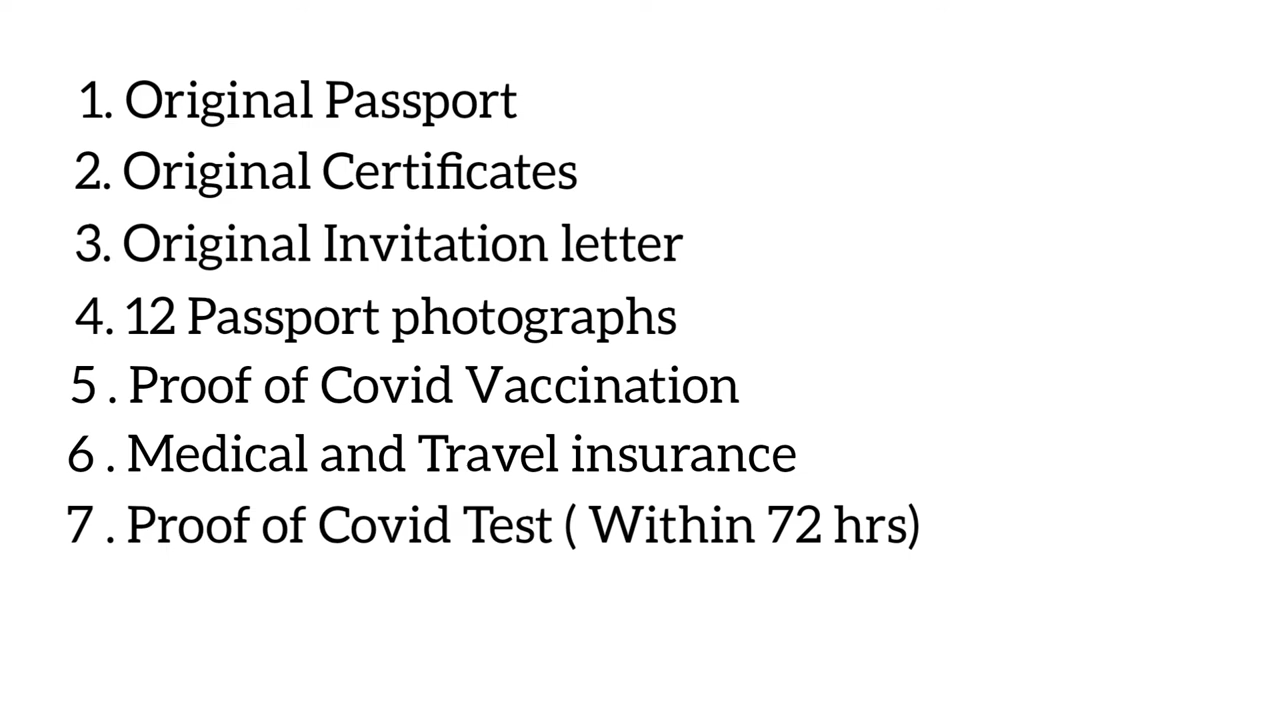 1. Original Passport
2. Original Certificates
3. Original Invitation letter
4. 12 Passport photographs
5 . Proof of Covid Vaccination
6 . Medical and Travel insurance
7 . Proof of Covid Test ( Within 72 hrs)